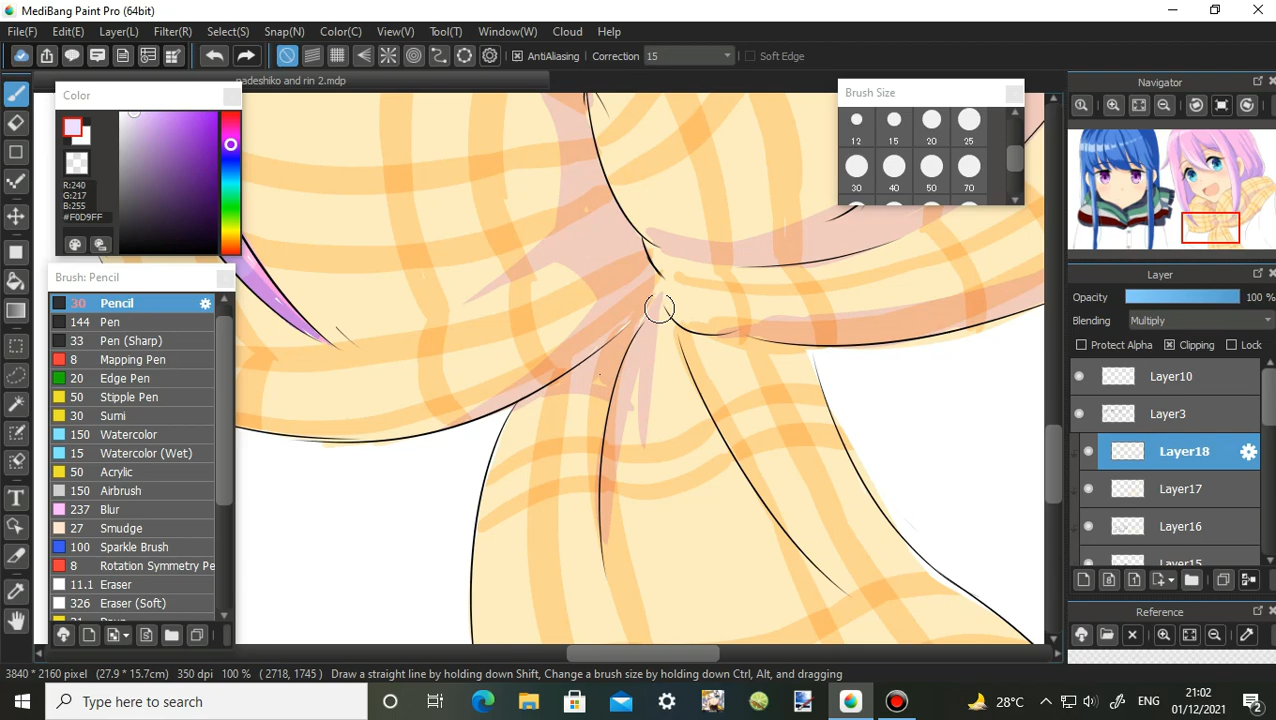 MediBang Paint Pro (64bit)
File(F) Edit(E) Layer(L) Filter(R) Select(S) Snap(N) Color(C) View(V) Tool(T) Window(W) Cloud Help
AntiAliasing Correction 15 Soft Edge
nadeshiko and rin 2.mdp
Color
R:240
G:217
B:255
#F0D9FF
Brush: Pencil
30 Pencil
144 Pen
33 Pen (Sharp)
8 Mapping Pen
20 Edge Pen
50 Stipple Pen
30 Sumi
150 Watercolor
15 Watercolor (Wet)
50 Acrylic
150 Airbrush
237 Blur
27 Smudge
100 Sparkle Brush
8 Rotation Symmetry Pe
11.1 Eraser
326 Eraser (Soft)
Brush Size
12 15 20 25
30 40 50 70
Navigator
Layer
Opacity 100 %
Blending Multiply
Protect Alpha Clipping Lock
Layer10
Layer3
Layer18
Layer17
Layer16
Layer15
Reference
3840 * 2160 pixel (27.9 * 15.7cm) 350 dpi 100 % ( 2718, 1745 ) Draw a straight line by holding down Shift, Change a brush size by holding down Ctrl, Alt, and dragging
Type here to search
28°C ENG 21:02
01/12/2021 2